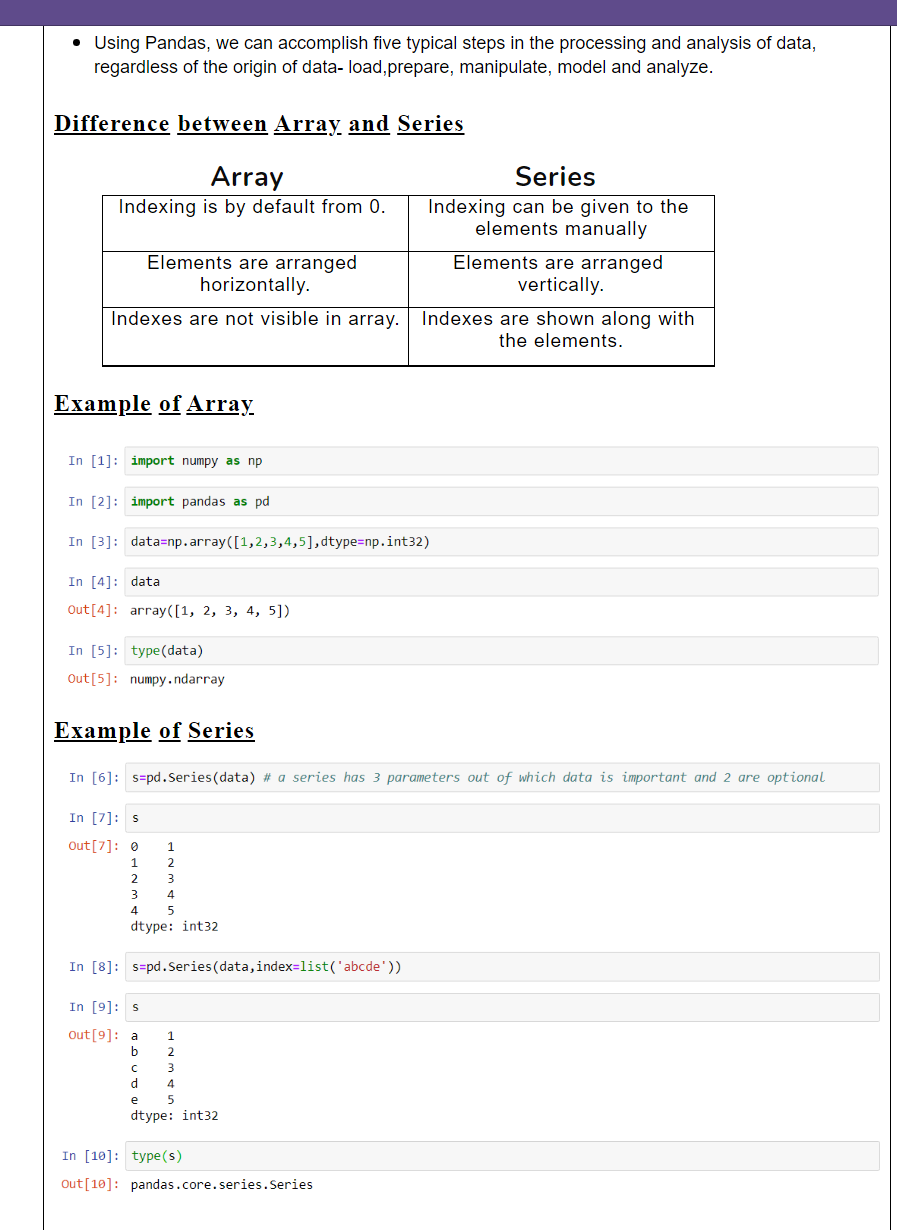 • Using Pandas, we can accomplish five typical steps in the processing and analysis of data,
regardless of the origin of data- load,prepare, manipulate, model and analyze.
Difference between Array and Series
Array Series
Indexing is by default from 0. Indexing can be given to the
elements manually
Elements are arranged Elements are arranged
horizontally. vertically.
Indexes are not visible in array. Indexes are shown along with
the elements.
Example of Array
In [1]: import numpy as np
In [2]: import pandas as pd
In [3]: data=np.array([1,2,3,4,5],dtype=np.int32)
In [4]: data
Out[4]: array([1, 2, 3, 4, 5])
In [5]: type(data)
Out[5]: numpy.ndarray
Example of Series
In [6]: s=pd.Series(data) # a series has 3 parameters out of which data is important and 2 are optional
In [7]: s
Out[7]: 0 1
1 2
2 3
3 4
4 5
dtype: int32
In [8]: s=pd.Series(data,index=list('abcde'))
In [9]: s
Out[9]: a 1
b 2
c 3
d 4
e 5
dtype: int32
In [10]: type(s)
Out[10]: pandas.core.series.Series